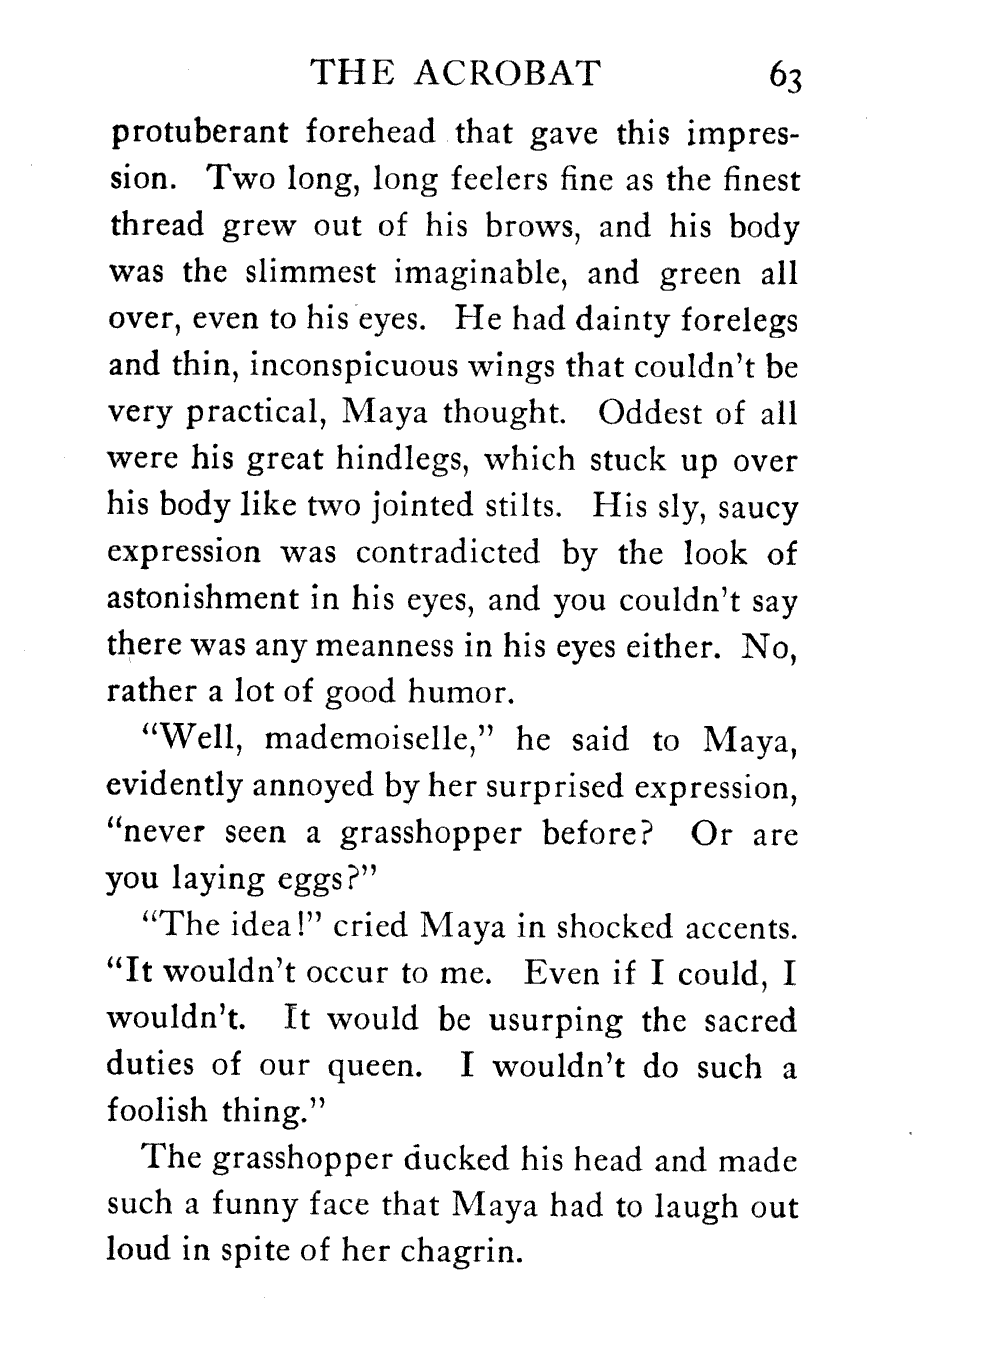 THE ACROBAT 63
protuberant forehead that gave this impres-
sion. Two long, long feelers fine as the finest
thread grew out of his brows, and his body
was the slimmest imaginable, and green all
over, even to his eyes. He had dainty forelegs
and thin, inconspicuous wings that couldn't be
very practical, Maya thought. Oddest of all
were his great hindlegs, which stuck up over
his body like two jointed stilts. His sly, saucy
expression was contradicted by the look of
astonishment in his eyes, and you couldn't say
there was any meanness in his eyes either. No,
rather a lot of good humor.
“Well, mademoiselle,” he said to Maya,
evidently annoyed by her surprised expression,
“never seen a grasshopper before? Or are
you laying eggs?”
“The idea!” cried Maya in shocked accents.
“It wouldn't occur to me. Even if I could, I
wouldn't. It would be usurping the sacred
duties of our queen. I wouldn't do such a
foolish thing.”
The grasshopper ducked his head and made
such a funny face that Maya had to laugh out
loud in spite of her chagrin.